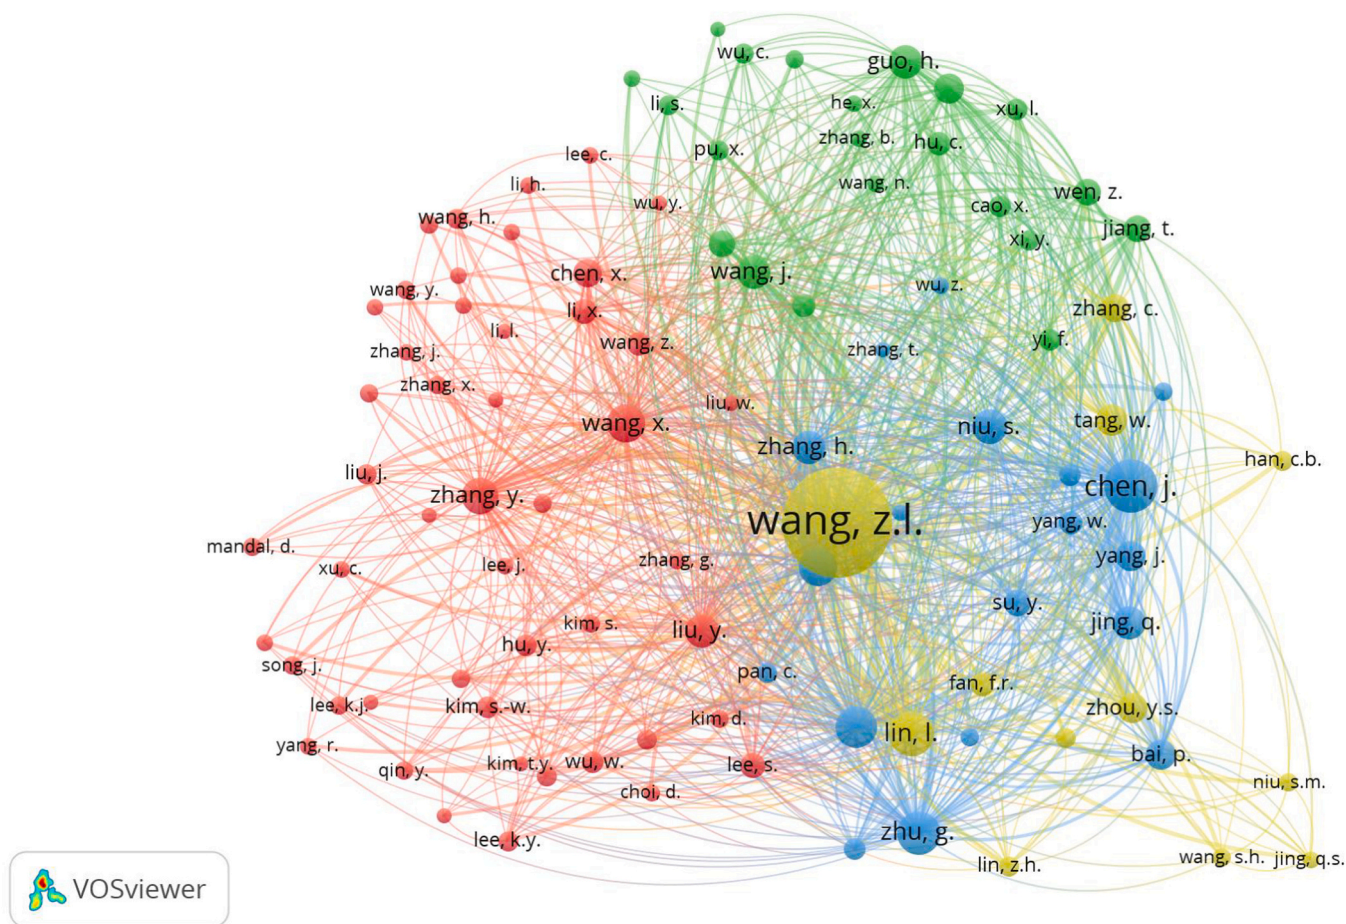 wu, c.
guo, h.
li, s.
he, x.
xu, l.
zhang, b.
hu, c.
pu, x.
lee, c.
li, h.
wang, n.
wen, z.
wu, y.
cao, x.
wang, h.
jiang, t.
xi, y.
chen, x.
wang, j.
wu, z.
wang, y.
li, x.
zhang, c.
li, l.
wang, z.
yi, f.
zhang, j.
zhang, t.
zhang, x.
liu, w.
wang, x.
niu, s.
tang, w.
zhang, h.
han, c.b.
liu, j.
zhang, y.
chen, j.
wang, z.l.
yang, w.
mandal, d.
yang, j.
xu, c.
lee, j.
zhang, g.
su, y.
kim, s.
liu, y.
jing, q.
hu, y.
song, j.
pan, c.
fan, f.r.
lee, k.j.
kim, s.-w.
zhou, y.s.
kim, d.
lin, l.
yang, r.
bai, p.
qin, y.
kim, t.y.
wu, w.
lee, s.
niu, s.m.
choi, d.
zhu, g.
lee, k.y.
lin, z.h.
wang, s.h.
jing, q.s.
VOSviewer